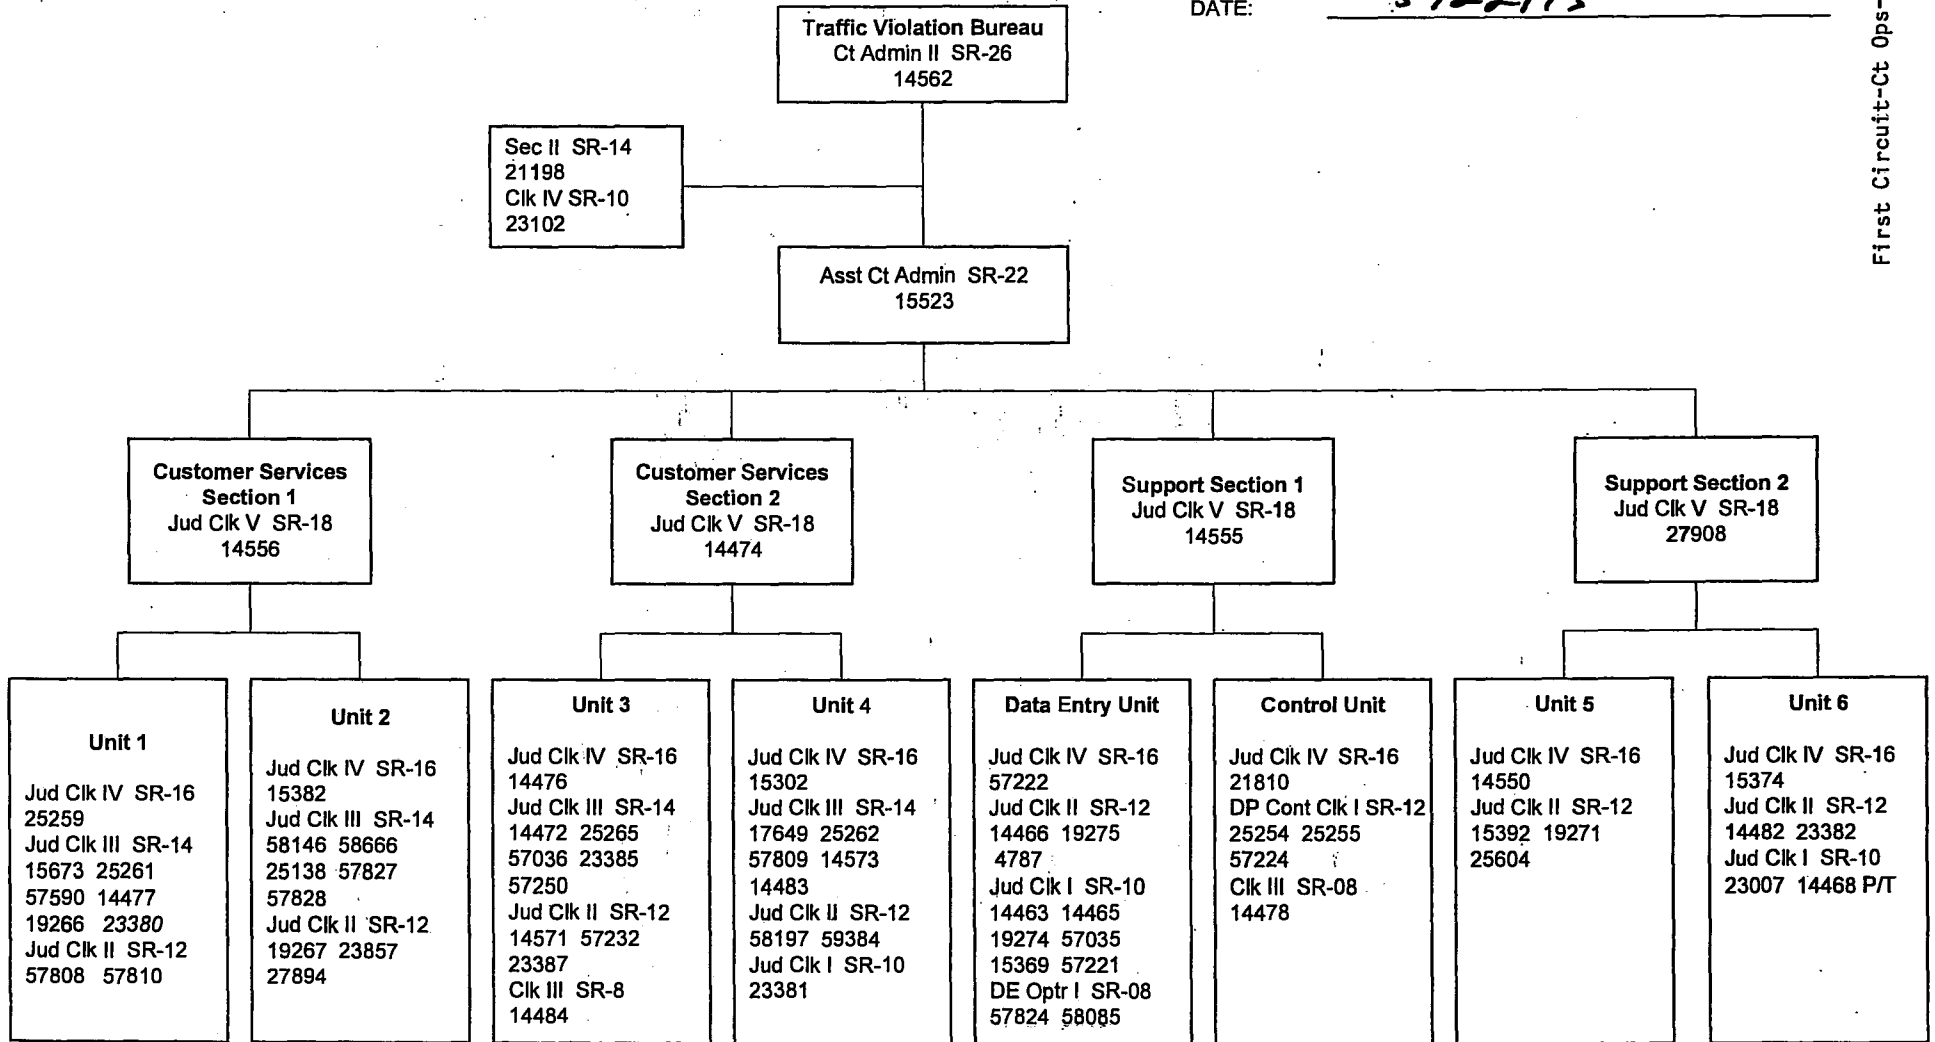 DATE:
First Circuit-Ct Ops-
Traffic Violation Bureau
Ct Admin II SR-26
14562
Sec II SR-14
21198
Clk IV SR-10
23102
Asst Ct Admin SR-22
15523
Customer Services
Section 1
Jud Clk V SR-18
14556
Customer Services
Section 2
Jud Clk V SR-18
14474
Support Section 1
Jud Clk V SR-18
14555
Support Section 2
Jud Clk V SR-18
27908
Unit 1
Jud Clk IV SR-16
25259
Jud Clk III SR-14
15673 25261
57590 14477
19266 23380
Jud Clk II SR-12
57808 57810
Unit 2
Jud Clk IV SR-16
15382
Jud Clk III SR-14
58146 58666
25138 57827
57828
Jud Clk II SR-12
19267 23857
27894
Unit 3
Jud Clk IV SR-16
14476
Jud Clk III SR-14
14472 25265
57036 23385
57250
Jud Clk II SR-12
14571 57232
23387
Clk III SR-8
14484
Unit 4
Jud Clk IV SR-16
15302
Jud Clk III SR-14
17649 25262
57809 14573
14483
Jud Clk II SR-12
58197 59384
Jud Clk I SR-10
23381
Data Entry Unit
Jud Clk IV SR-16
57222
Jud Clk II SR-12
14466 19275
4787
Jud Clk I SR-10
14463 14465
19274 57035
15369 57221
DE Optr I SR-08
57824 58085
Control Unit
Jud Clk IV SR-16
21810
DP Cont Clk I SR-12
25254 25255
57224
Clk III SR-08
14478
Unit 5
Jud Clk IV SR-16
14550
Jud Clk II SR-12
15392 19271
25604
Unit 6
Jud Clk IV SR-16
15374
Jud Clk II SR-12
14482 23382
Jud Clk I SR-10
23007 14468 P/T